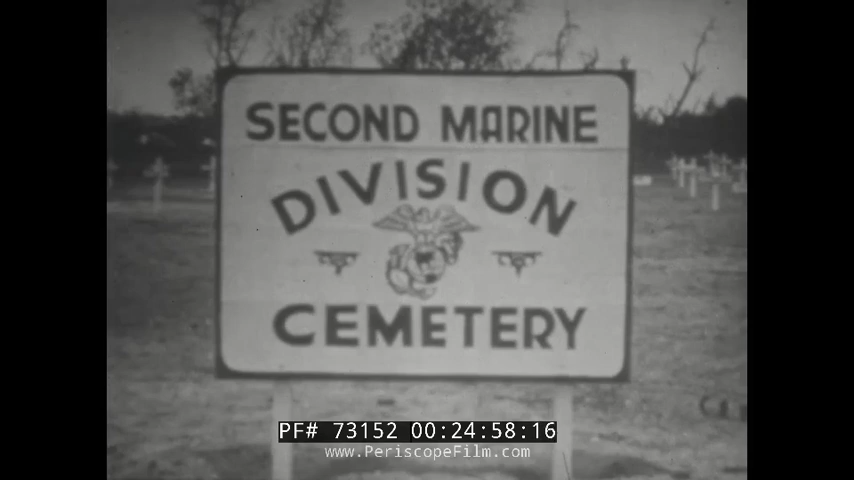 SECOND MARINE
DIVISION
CEMETERY
PF# 73152 00:24:58:16
www.PeriscopeFilm.com